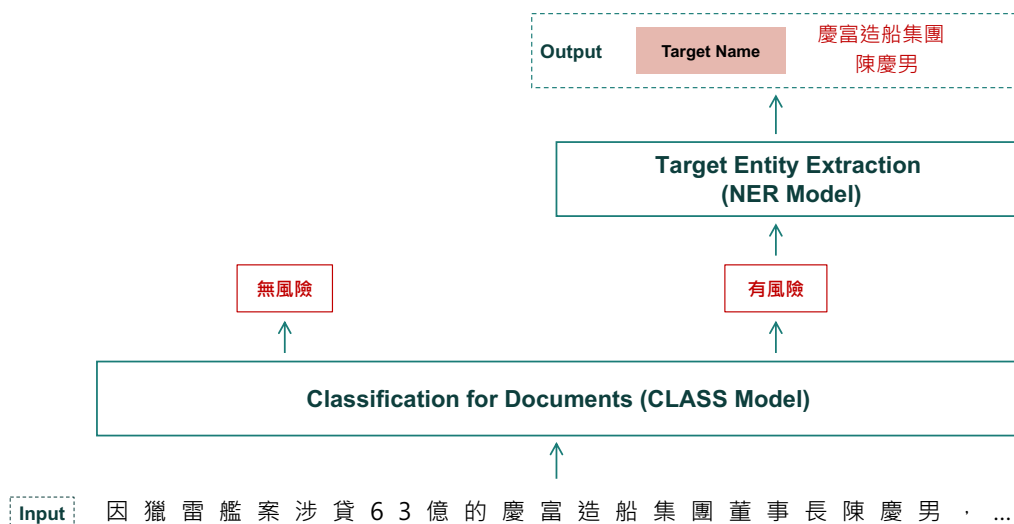 Output
Target Name
慶富造船集團
陳慶男
Target Entity Extraction
(NER Model)
無風險
有風險
Classification for Documents (CLASS Model)
Input
因獵雷艦案涉貸63億的慶富造船集團董事長陳慶男，...